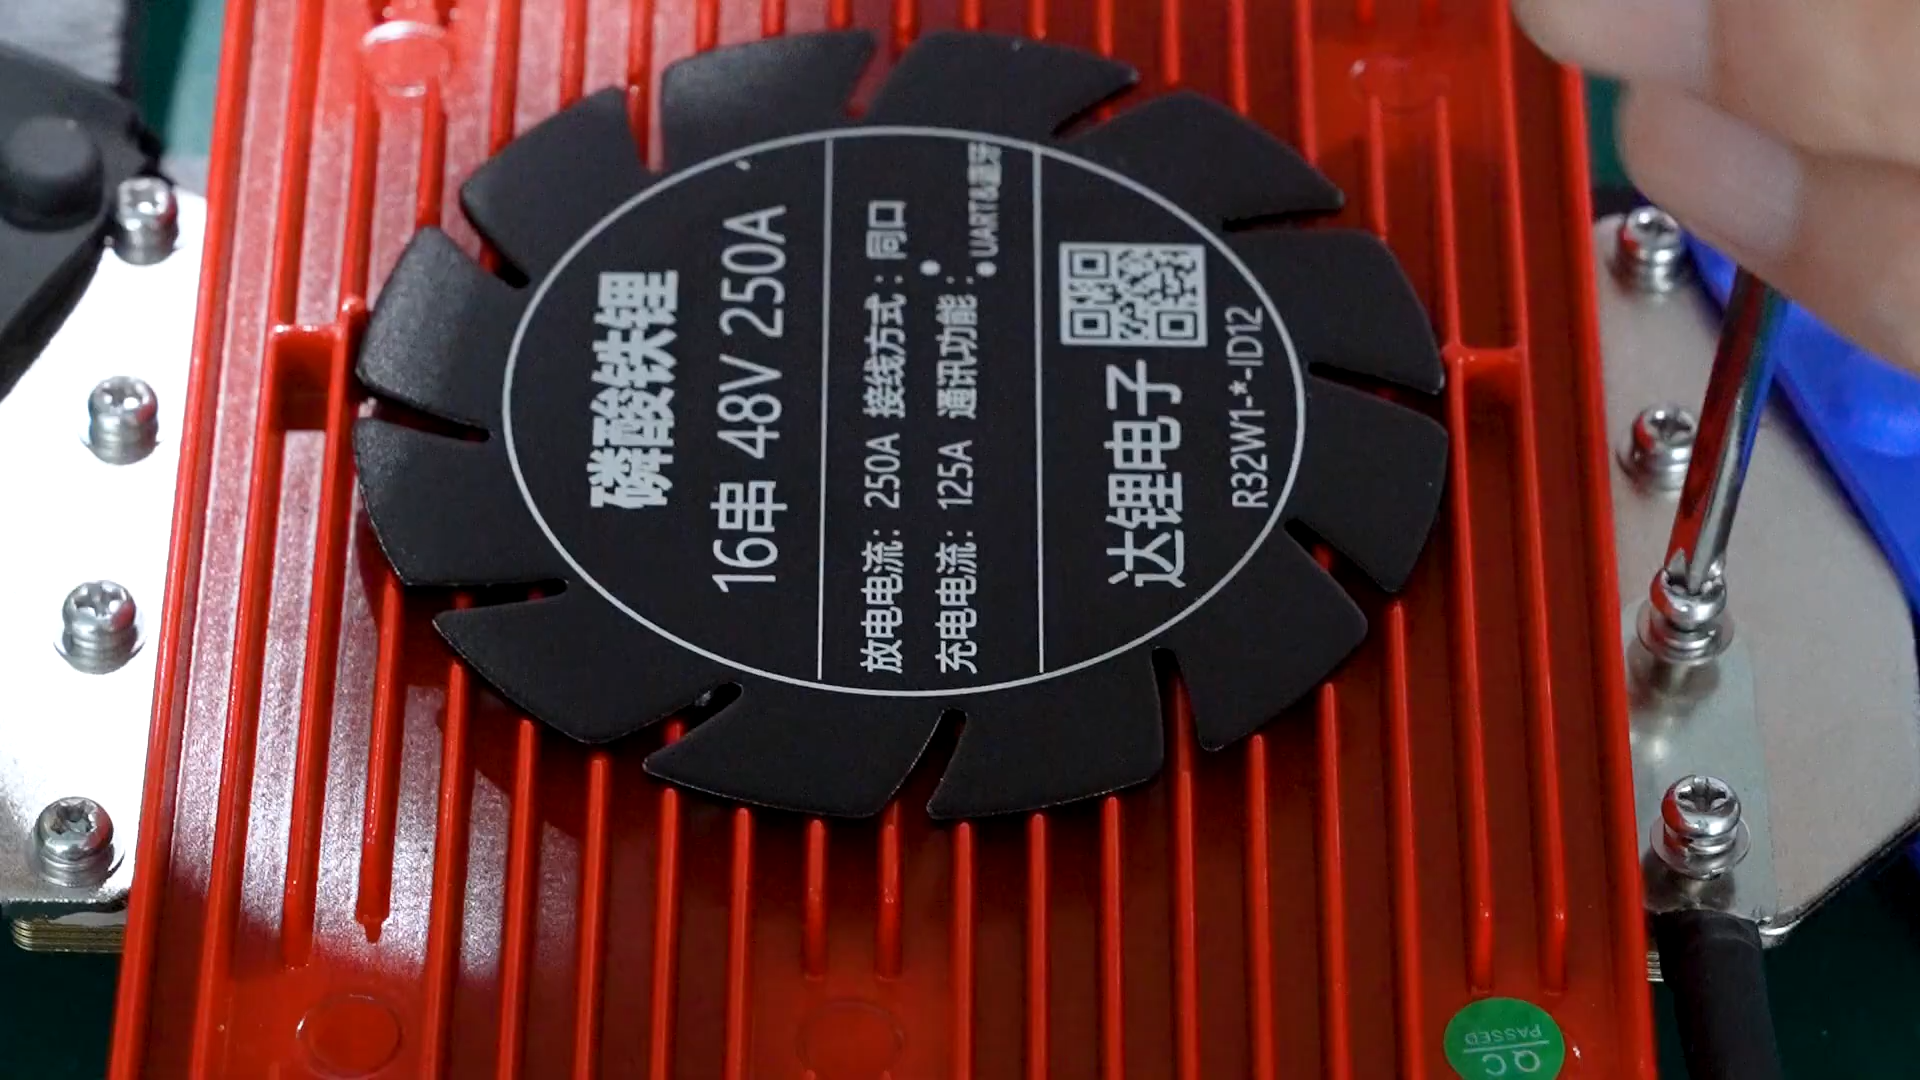 磷酸铁锂
16串 48V 250A
放电电流：250A 接线方式：同口
充电电流：125A 通讯功能：
UART&蓝牙
达锂电子
R32W1-*-ID12
QC
PASSED